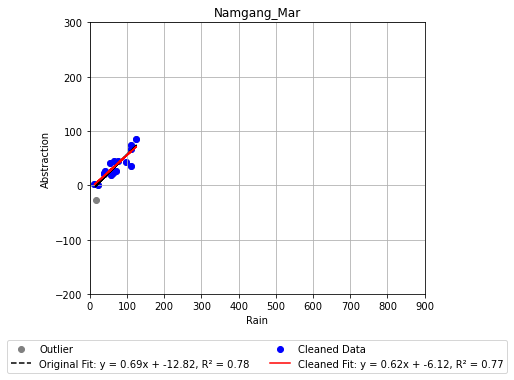 Namgang_Mar
300
200
100
0
−100
−200
Abstraction
0 100 200 300 400 500 600 700 800 900
Rain
Outlier
Original Fit: y = 0.69x + -12.82, R² = 0.78
Cleaned Data
Cleaned Fit: y = 0.62x + -6.12, R² = 0.77